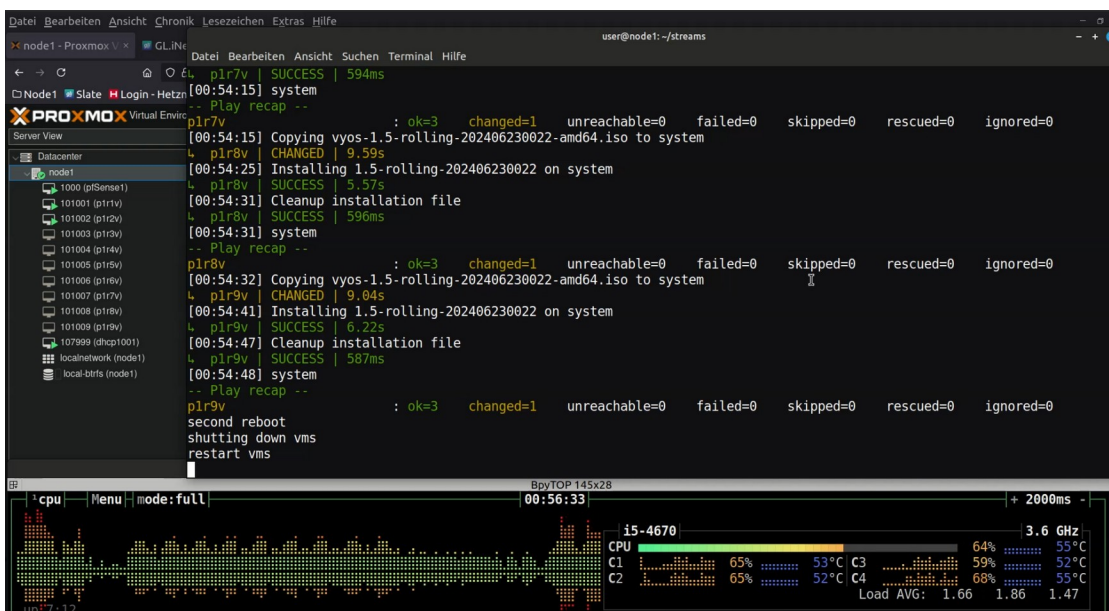 Datei Bearbeiten Ansicht Chronik Lesezeichen Extras Hilfe
node1 - Proxmox V
GL.iNe
Node1 Slate Login - Hetzn
PROXMOX Virtual Enviro
Server View
Datacenter
node1
1000 (pfSense1)
101001 (p1r1v)
101002 (p1r2v)
101003 (p1r3v)
101004 (p1r4v)
101005 (p1r5v)
101006 (p1r6v)
101007 (p1r7v)
101008 (p1r8v)
101009 (p1r9v)
107999 (dhcp1001)
localnetwork (node1)
local-btrfs (node1)
user@node1: ~/streams
Datei Bearbeiten Ansicht Suchen Terminal Hilfe
↳ p1r7v | SUCCESS | 594ms
[00:54:15] system
-- Play recap --
p1r7v : ok=3 changed=1 unreachable=0 failed=0 skipped=0 rescued=0 ignored=0
[00:54:15] Copying vyos-1.5-rolling-202406230022-amd64.iso to system
↳ p1r8v | CHANGED | 9.59s
[00:54:25] Installing 1.5-rolling-202406230022 on system
↳ p1r8v | SUCCESS | 5.57s
[00:54:31] Cleanup installation file
↳ p1r8v | SUCCESS | 596ms
[00:54:31] system
-- Play recap --
p1r8v : ok=3 changed=1 unreachable=0 failed=0 skipped=0 rescued=0 ignored=0
[00:54:32] Copying vyos-1.5-rolling-202406230022-amd64.iso to system
↳ p1r9v | CHANGED | 9.04s
[00:54:41] Installing 1.5-rolling-202406230022 on system
↳ p1r9v | SUCCESS | 6.22s
[00:54:47] Cleanup installation file
↳ p1r9v | SUCCESS | 587ms
[00:54:48] system
-- Play recap --
p1r9v : ok=3 changed=1 unreachable=0 failed=0 skipped=0 rescued=0 ignored=0
second reboot
shutting down vms
restart vms
BpyTOP 145x28
¹cpu Menu mode:full 00:56:33 + 2000ms -
i5-4670 3.6 GHz
CPU 64% 55°C
C1 65% 53°C C3 59% 52°C
C2 65% 52°C C4 68% 55°C
Load AVG: 1.66 1.86 1.47
up 7:12